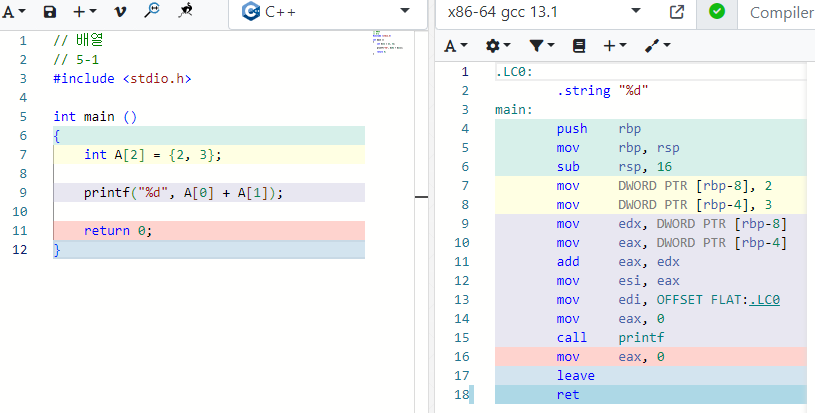 A
C++
1 // 배열
2 // 5-1
3 #include <stdio.h>
4
5 int main ()
6 {
7 int A[2] = {2, 3};
8
9 printf("%d", A[0] + A[1]);
10
11 return 0;
12 }
x86-64 gcc 13.1
Compiler
A
1 .LC0:
2 .string "%d"
3 main:
4 push rbp
5 mov rbp, rsp
6 sub rsp, 16
7 mov DWORD PTR [rbp-8], 2
8 mov DWORD PTR [rbp-4], 3
9 mov edx, DWORD PTR [rbp-8]
10 mov eax, DWORD PTR [rbp-4]
11 add eax, edx
12 mov esi, eax
13 mov edi, OFFSET FLAT:.LC0
14 mov eax, 0
15 call printf
16 mov eax, 0
17 leave
18 ret